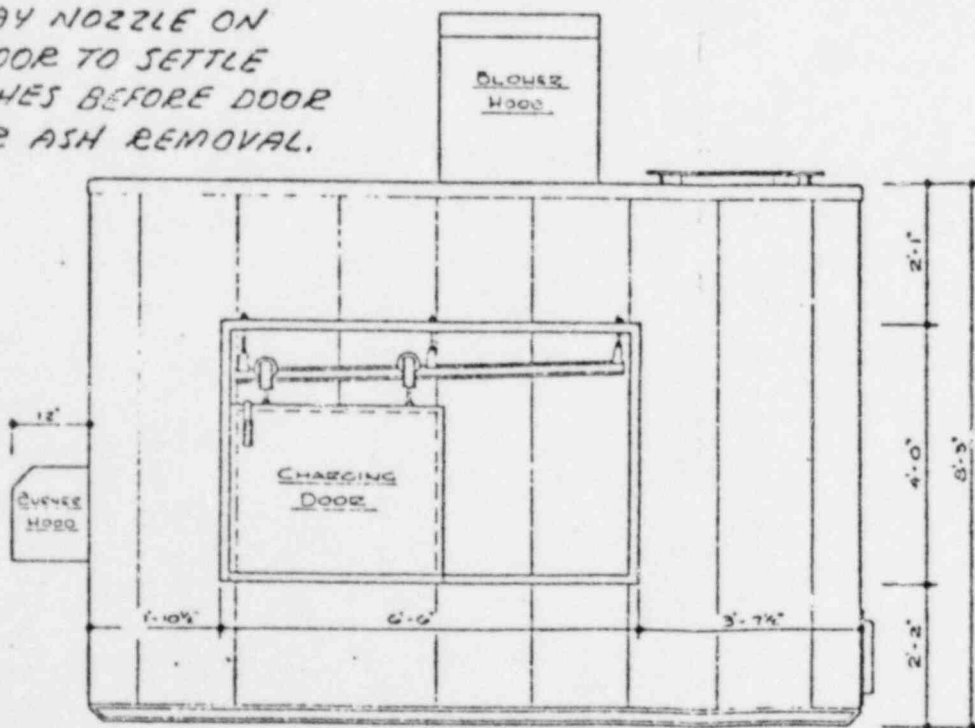 AY NOZZLE ON
OOR TO SETTLE
HES BEFORE DOOR
R ASH REMOVAL.
BLOWER
HOOD
2'-1"
12"
CHARGING
DOOR
4'-0"
8'-3"
BURNER
HOOD
1'-10½"
6'-6"
3'-7½"
2'-2"